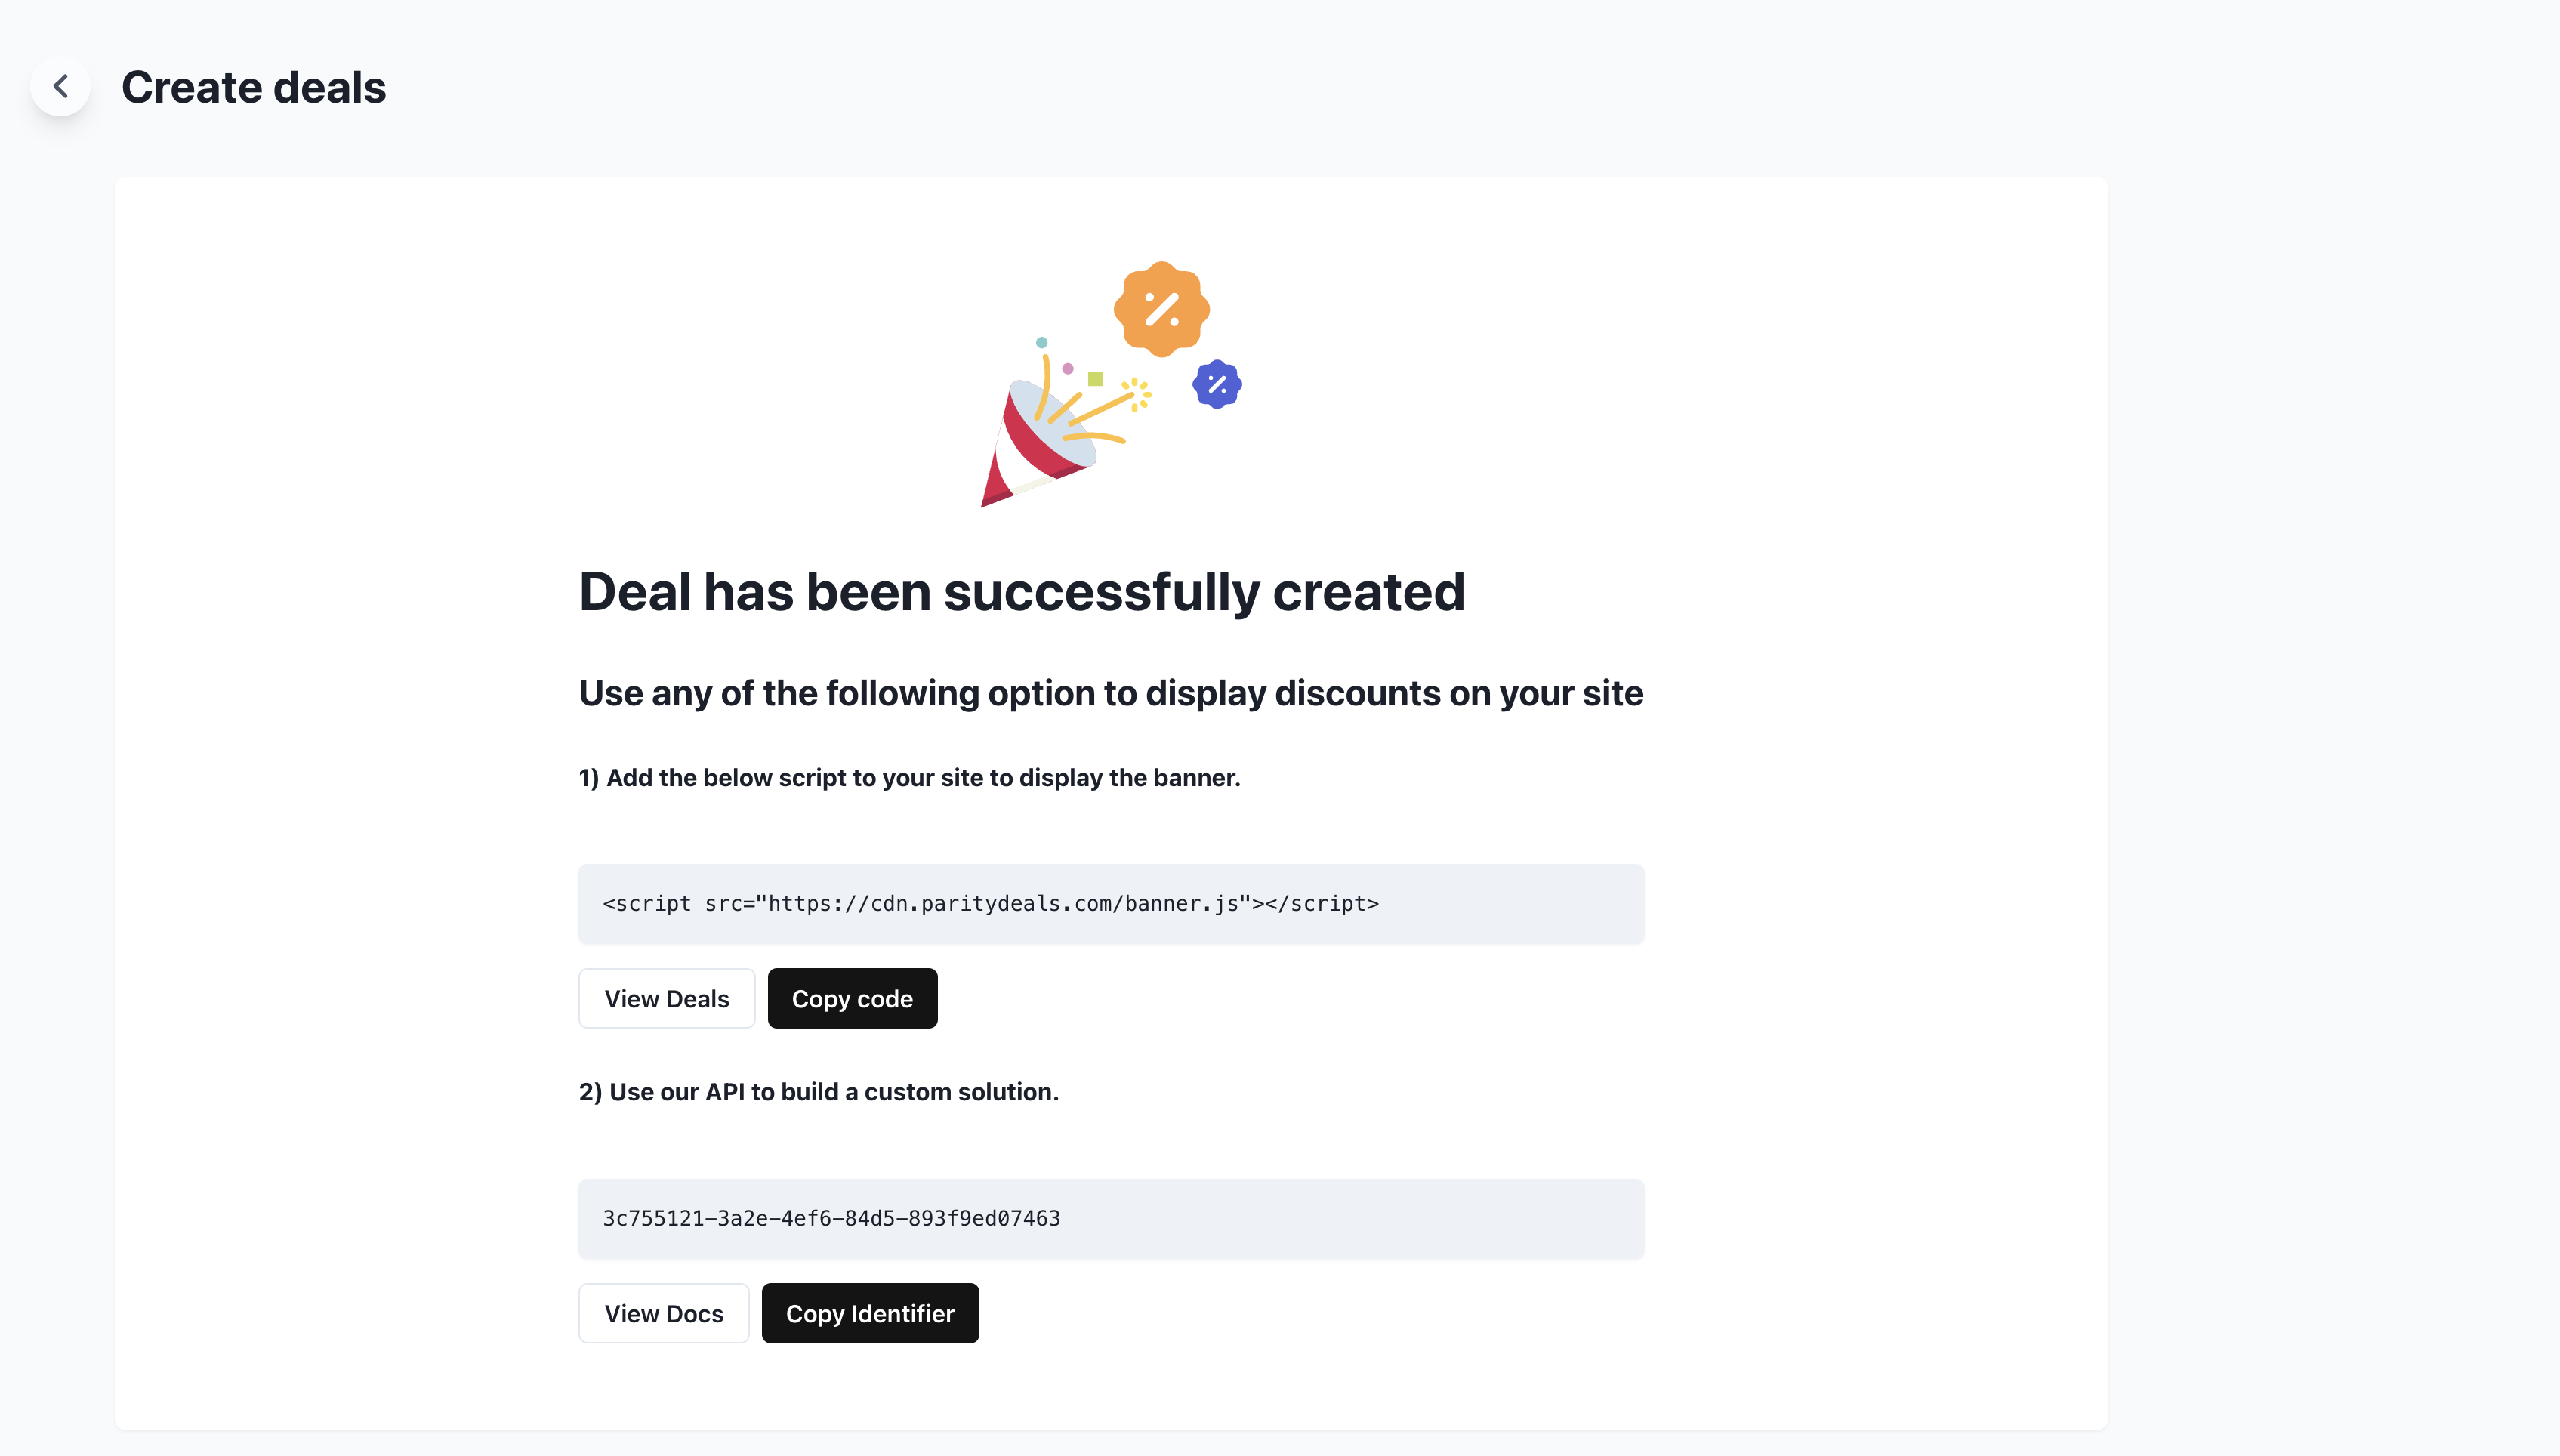 Create deals
Deal has been successfully created
Use any of the following option to display discounts on your site
1) Add the below script to your site to display the banner.
<script src="https://cdn.paritydeals.com/banner.js"></script>
View Deals
Copy code
2) Use our API to build a custom solution.
3c755121-3a2e-4ef6-84d5-893f9ed07463
View Docs
Copy Identifier